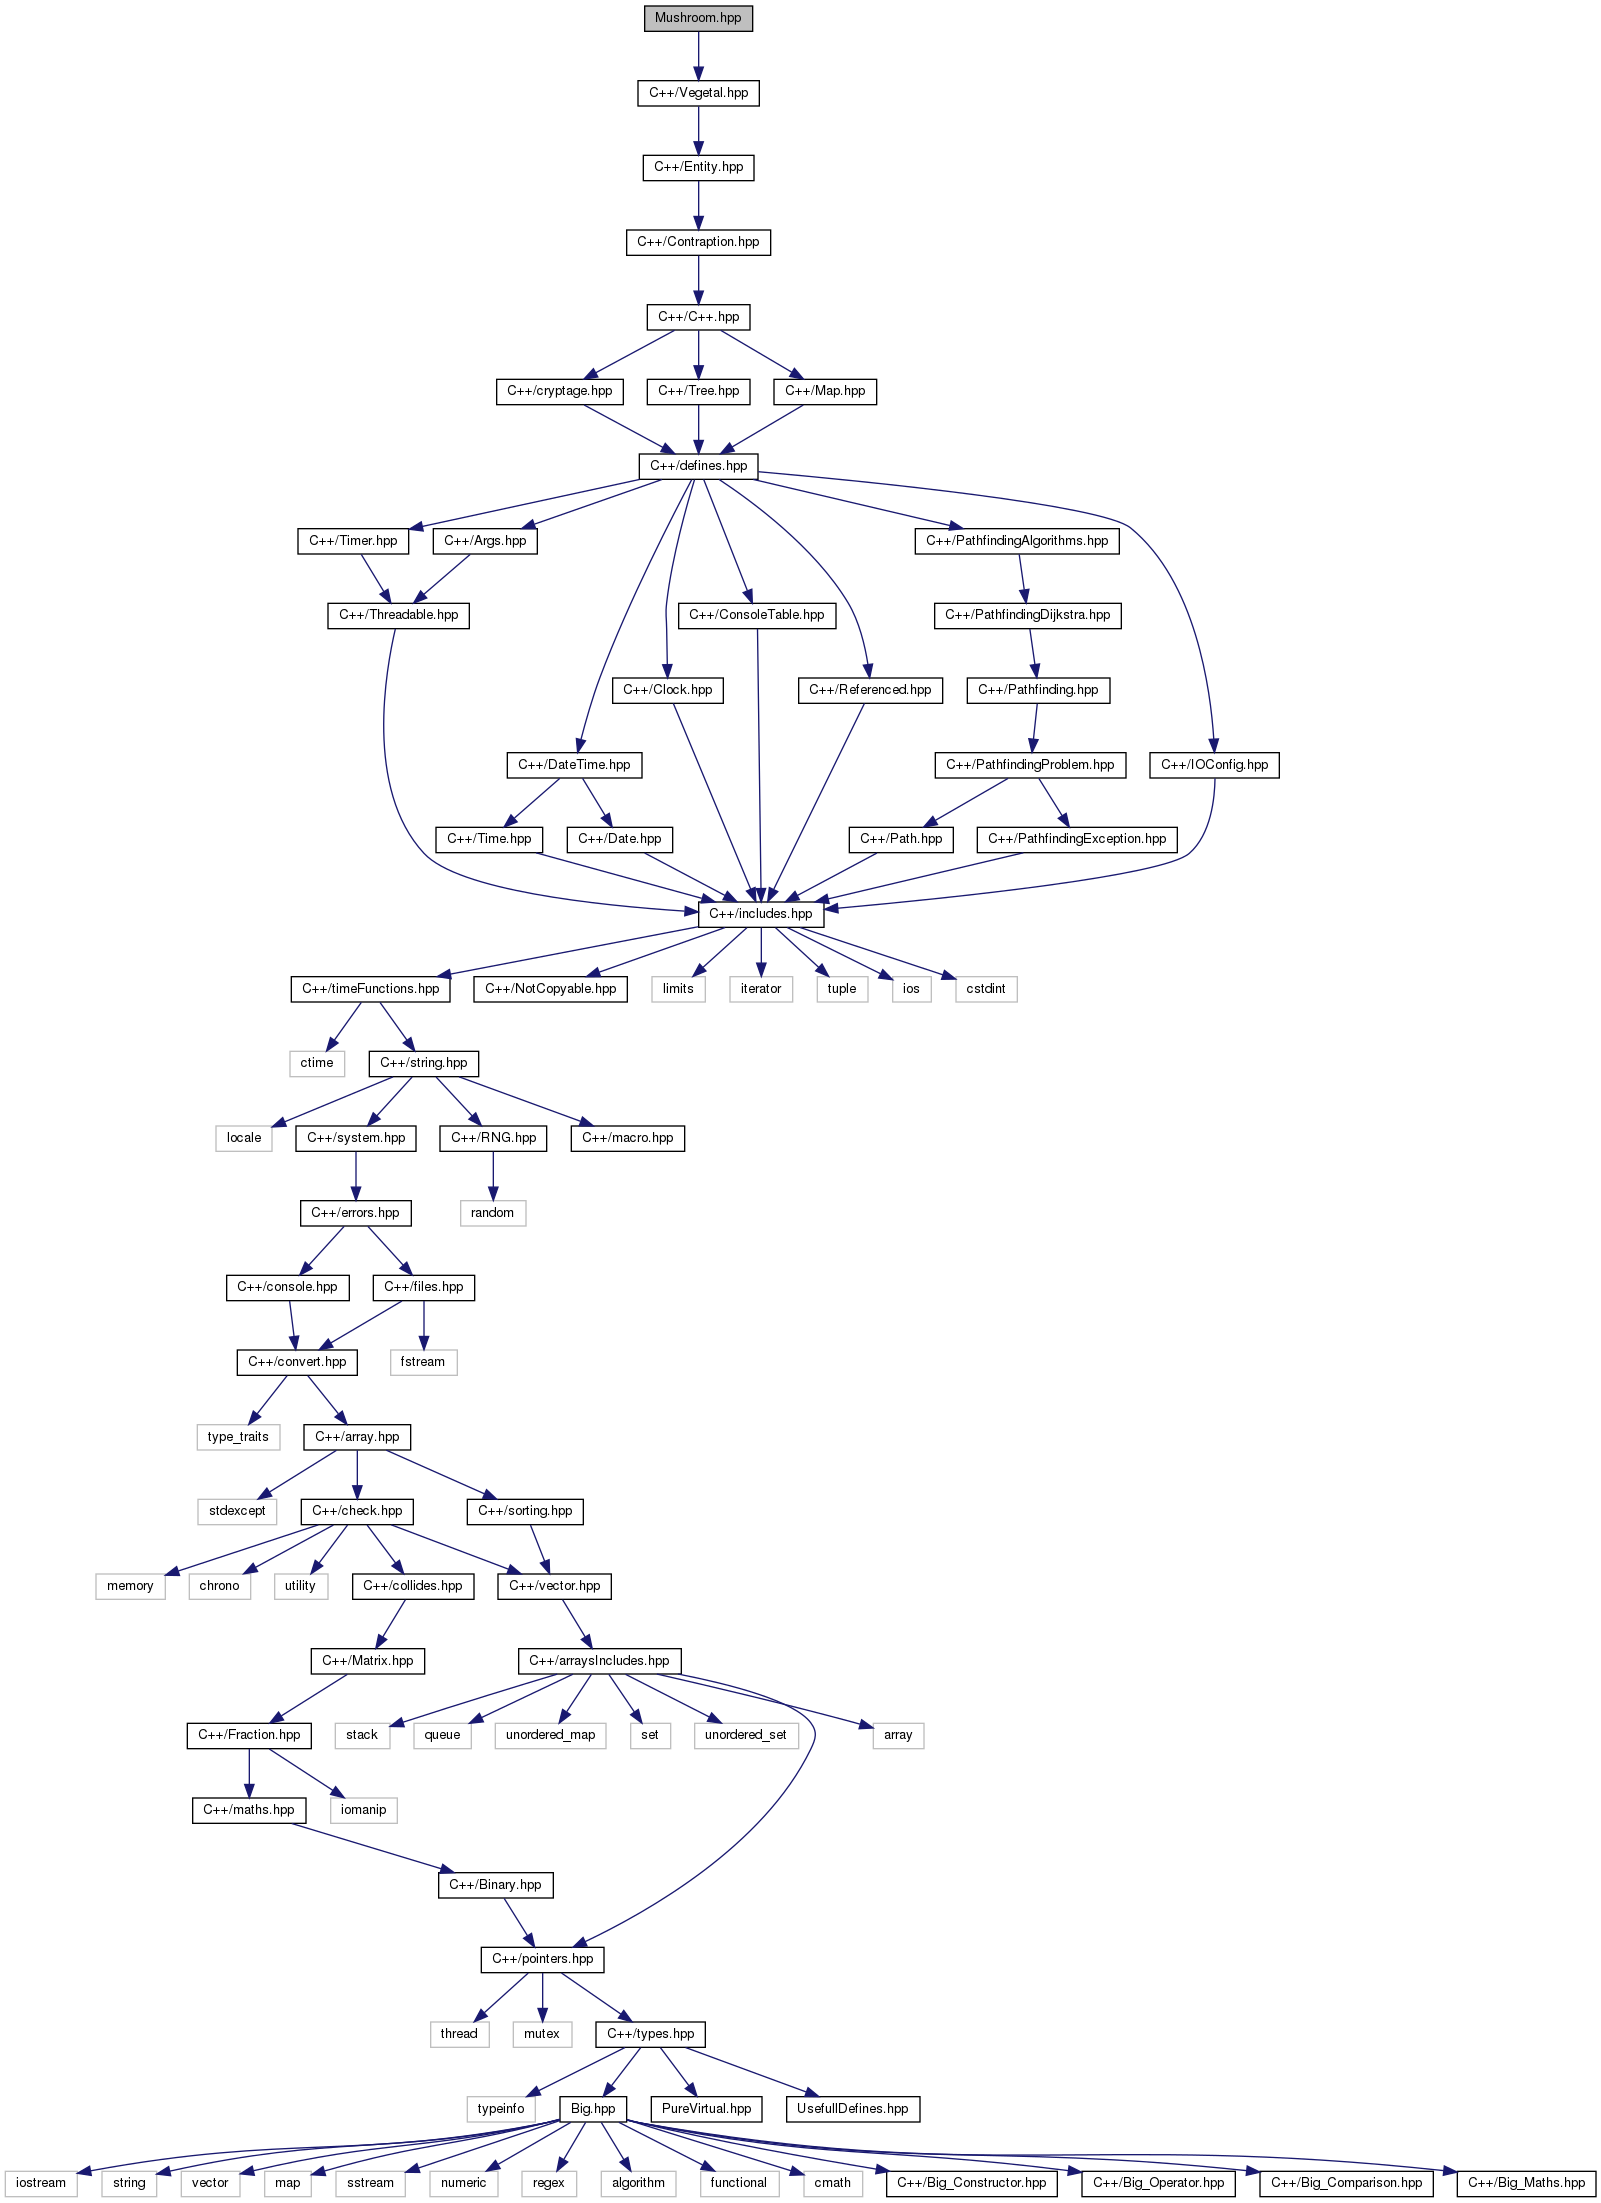 Mushroom.hpp
C++/Vegetal.hpp
C++/Entity.hpp
C++/Contraption.hpp
C++/C++.hpp
C++/cryptage.hpp
C++/Tree.hpp
C++/Map.hpp
C++/defines.hpp
C++/Timer.hpp
C++/Args.hpp
C++/PathfindingAlgorithms.hpp
C++/Threadable.hpp
C++/ConsoleTable.hpp
C++/PathfindingDijkstra.hpp
C++/Clock.hpp
C++/Referenced.hpp
C++/Pathfinding.hpp
C++/DateTime.hpp
C++/PathfindingProblem.hpp
C++/IOConfig.hpp
C++/Time.hpp
C++/Date.hpp
C++/Path.hpp
C++/PathfindingException.hpp
C++/includes.hpp
C++/timeFunctions.hpp
C++/NotCopyable.hpp
limits
iterator
tuple
ios
cstdint
ctime
C++/string.hpp
locale
C++/system.hpp
C++/RNG.hpp
C++/macro.hpp
C++/errors.hpp
random
C++/console.hpp
C++/files.hpp
C++/convert.hpp
fstream
type_traits
C++/array.hpp
stdexcept
C++/check.hpp
C++/sorting.hpp
memory
chrono
utility
C++/collides.hpp
C++/vector.hpp
C++/Matrix.hpp
C++/arraysIncludes.hpp
C++/Fraction.hpp
stack
queue
unordered_map
set
unordered_set
array
C++/maths.hpp
iomanip
C++/Binary.hpp
C++/pointers.hpp
thread
mutex
C++/types.hpp
typeinfo
Big.hpp
PureVirtual.hpp
UsefullDefines.hpp
iostream
string
vector
map
sstream
numeric
regex
algorithm
functional
cmath
C++/Big_Constructor.hpp
C++/Big_Operator.hpp
C++/Big_Comparison.hpp
C++/Big_Maths.hpp